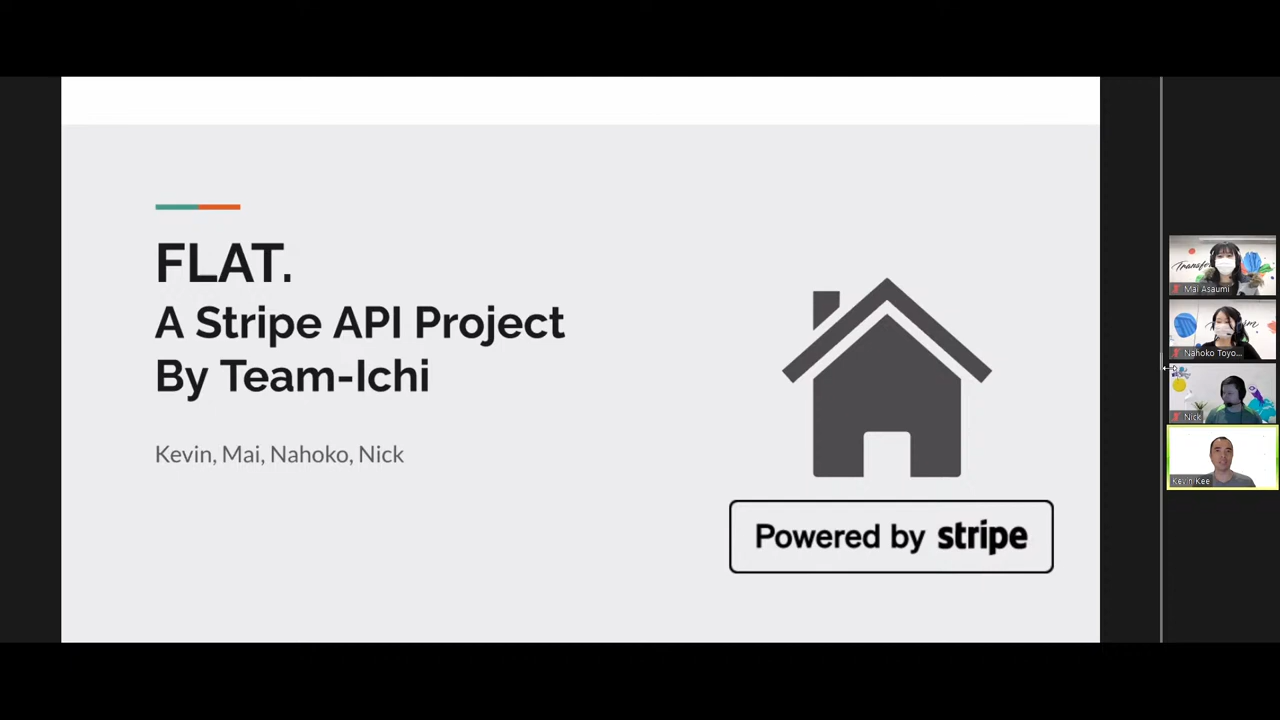 FLAT.
A Stripe API Project
By Team-Ichi
Kevin, Mai, Nahoko, Nick
Powered by stripe
Mai Asaumi
Nahoko Toyo...
Nick
Kevin Kee